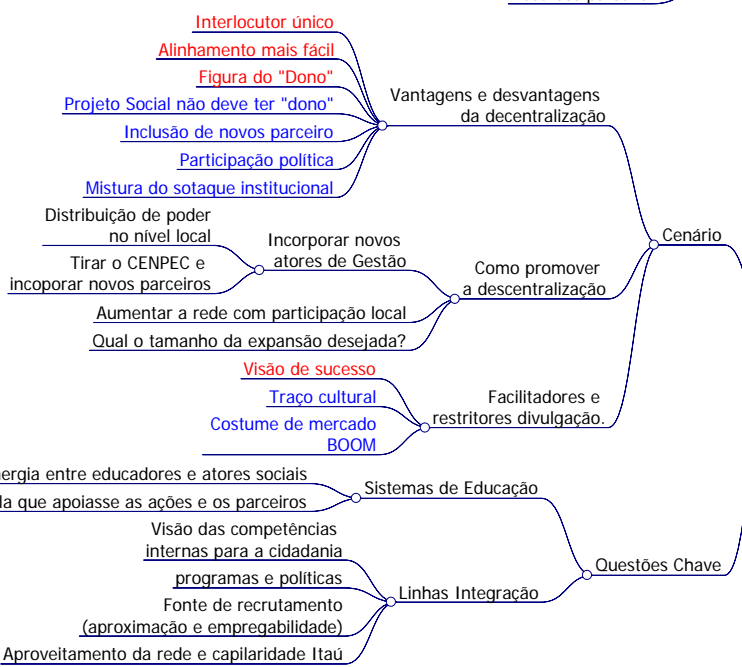 Interlocutor único
Alinhamento mais fácil
Figura do "Dono"
Projeto Social não deve ter "dono"
Inclusão de novos parceiro
Participação política
Mistura do sotaque institucional
Vantagens e desvantagens
da decentralização
Distribuição de poder
no nível local
Tirar o CENPEC e
incoporar novos parceiros
Incorporar novos
atores de Gestão
Aumentar a rede com participação local
Qual o tamanho da expansão desejada?
Como promover
a descentralização
Visão de sucesso
Traço cultural
Costume de mercado
BOOM
Facilitadores e
restritores divulgação.
Cenário
entre educadores e atores sociais
que apoiasse as ações e os parceiros
Sistemas de Educação
Visão das competências
internas para a cidadania
programas e políticas
Fonte de recrutamento
(aproximação e empregabilidade)
Aproveitamento da rede e capilaridade Itaú
Linhas Integração
Questões Chave